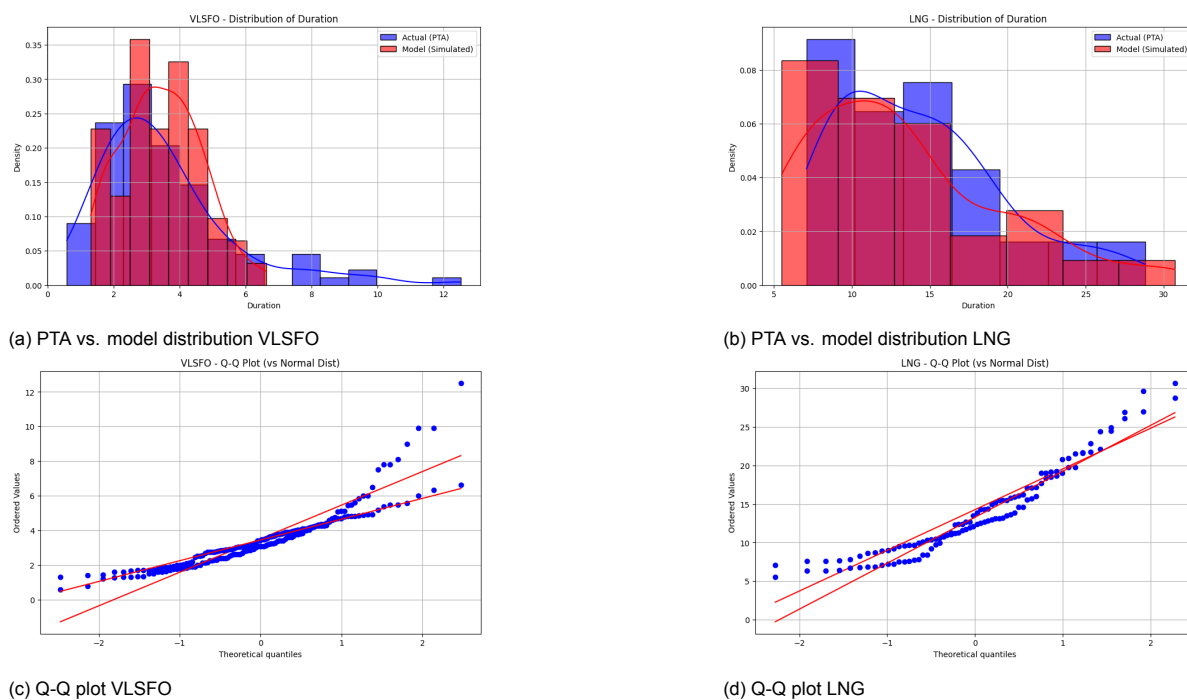 VLSFO - Distribution of Duration
Actual (PTA)
Model (Simulated)
0.35
0.30
0.25
0.20
0.15
0.10
0.05
0.00
Density
0 2 4 6 8 10 12
Duration
(a) PTA vs. model distribution VLSFO
LNG - Distribution of Duration
Actual (PTA)
Model (Simulated)
0.08
0.06
0.04
0.02
0.00
Density
5 10 15 20 25 30
Duration
(b) PTA vs. model distribution LNG
VLSFO - Q-Q Plot (vs Normal Dist)
12
10
8
6
4
2
0
Ordered Values
−2 −1 0 1 2
Theoretical quantiles
(c) Q-Q plot VLSFO
LNG - Q-Q Plot (vs Normal Dist)
30
25
20
15
10
5
0
Ordered Values
−2 −1 0 1 2
Theoretical quantiles
(d) Q-Q plot LNG